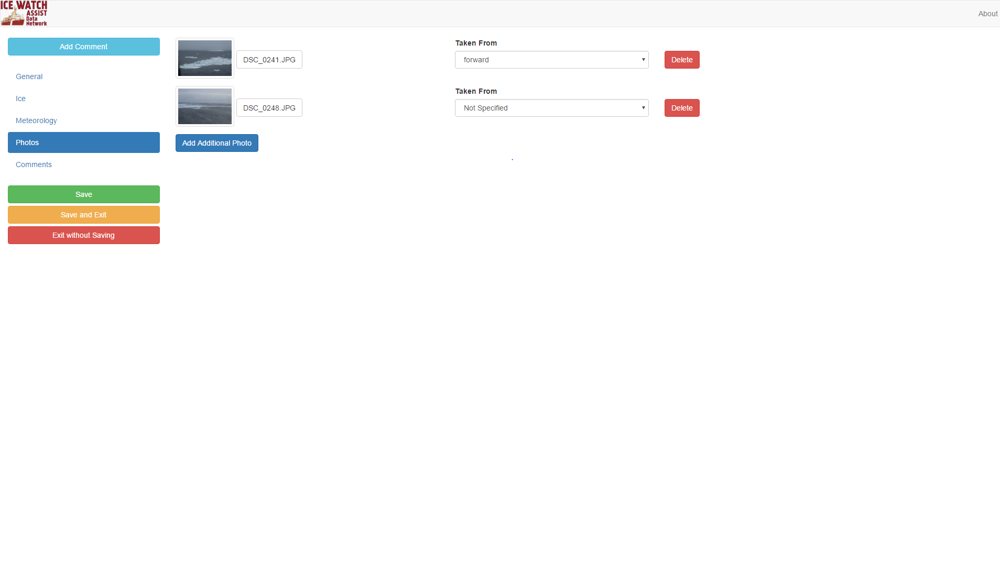 ICE WATCH
ASSIST
Data
Network
About
Add Comment
General
Ice
Meteorology
Photos
Comments
Save
Save and Exit
Exit without Saving
DSC_0241.JPG
Taken From
forward
Delete
DSC_0248.JPG
Taken From
Not Specified
Delete
Add Additional Photo